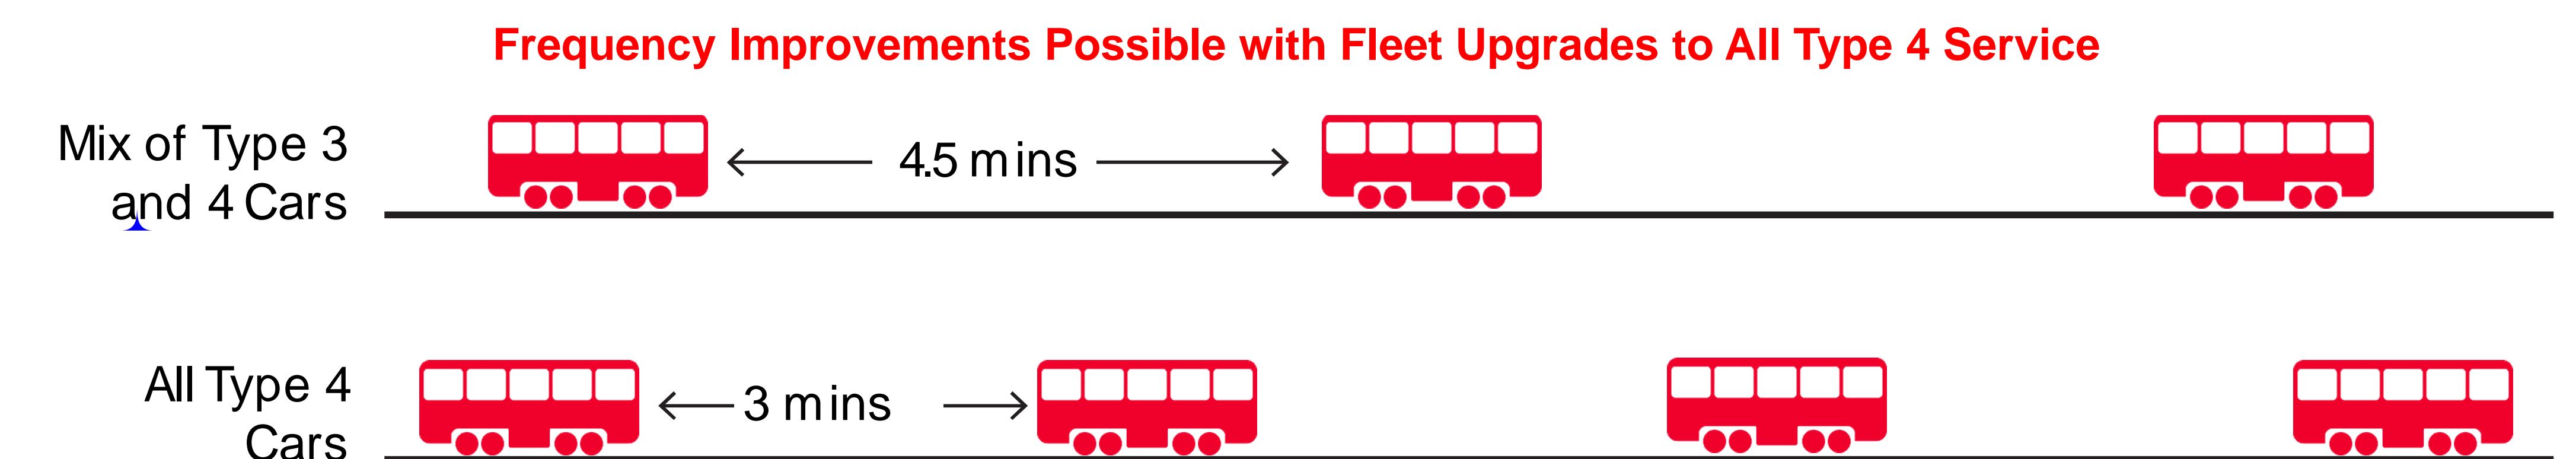 Frequency Improvements Possible with Fleet Upgrades to All Type 4 Service
Mix of Type 3
and 4 Cars
4.5 mins
All Type 4
Cars
3 mins